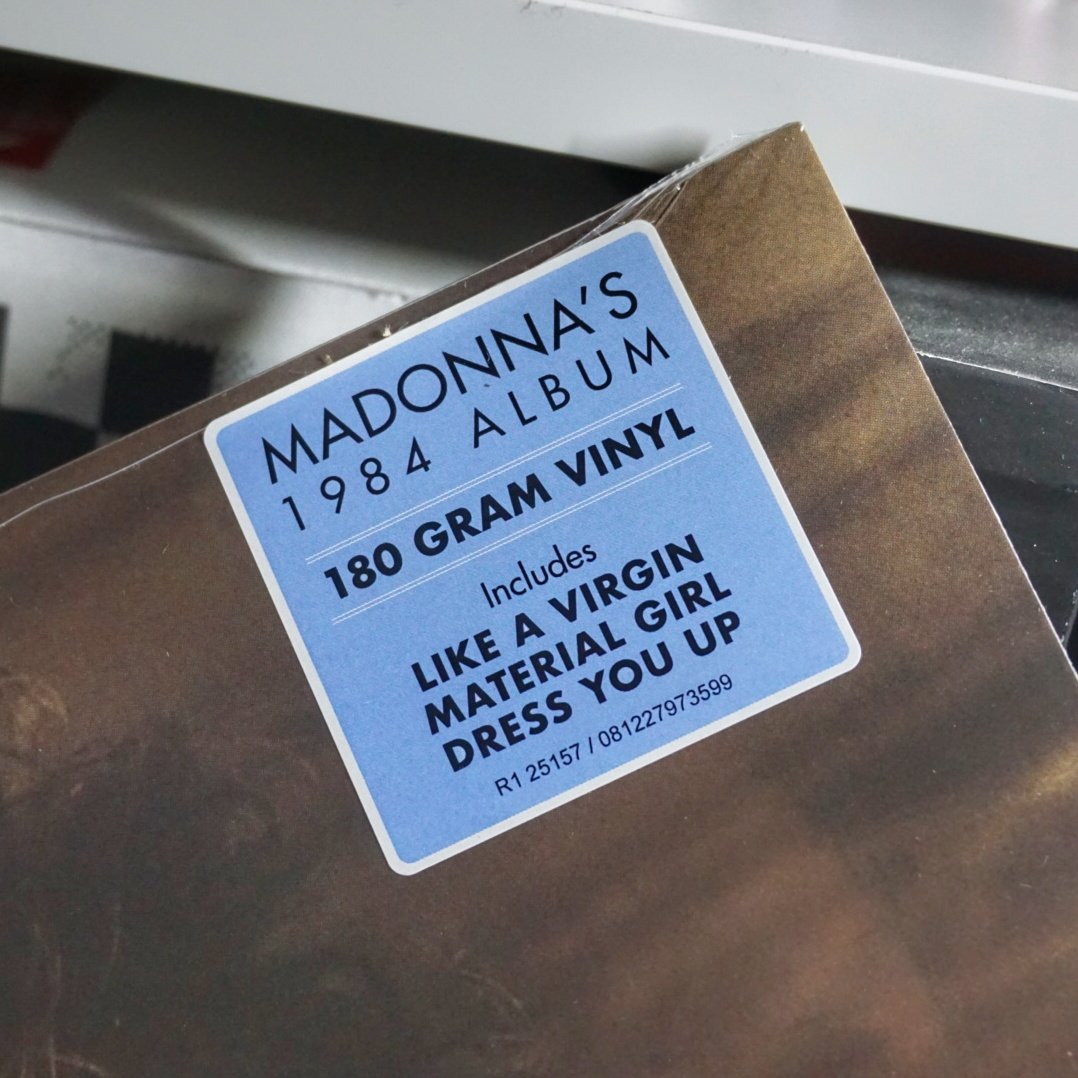 MADONNA'S
1984 ALBUM
180 GRAM VINYL
Includes
LIKE A VIRGIN
MATERIAL GIRL
DRESS YOU UP
R1 25157 / 081227973599